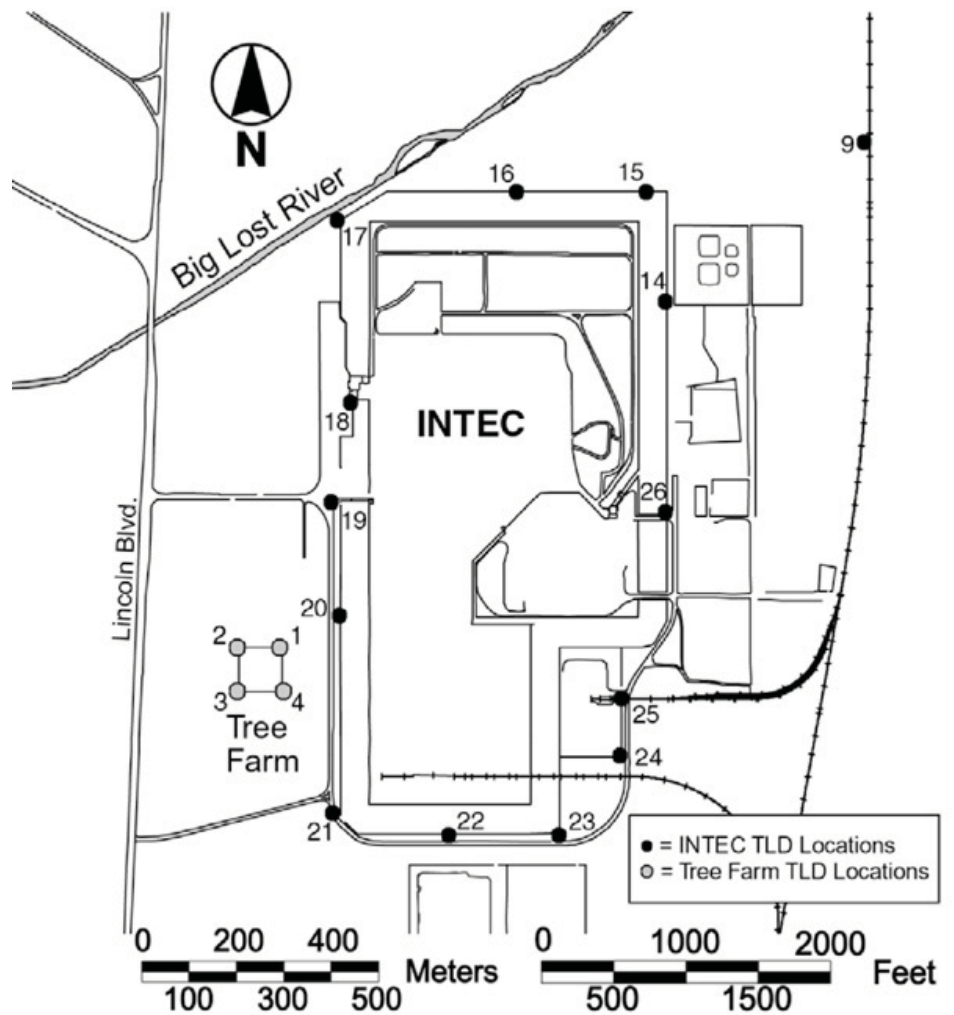 N
9
16
15
17
Big Lost River
14
18
INTEC
26
19
Lincoln Blvd.
20
2
1
3
4
25
Tree
Farm
24
21
22
23
= INTEC TLD Locations
= Tree Farm TLD Locations
0 200 400
Meters
100 300 500
0 1000 2000
Feet
500 1500